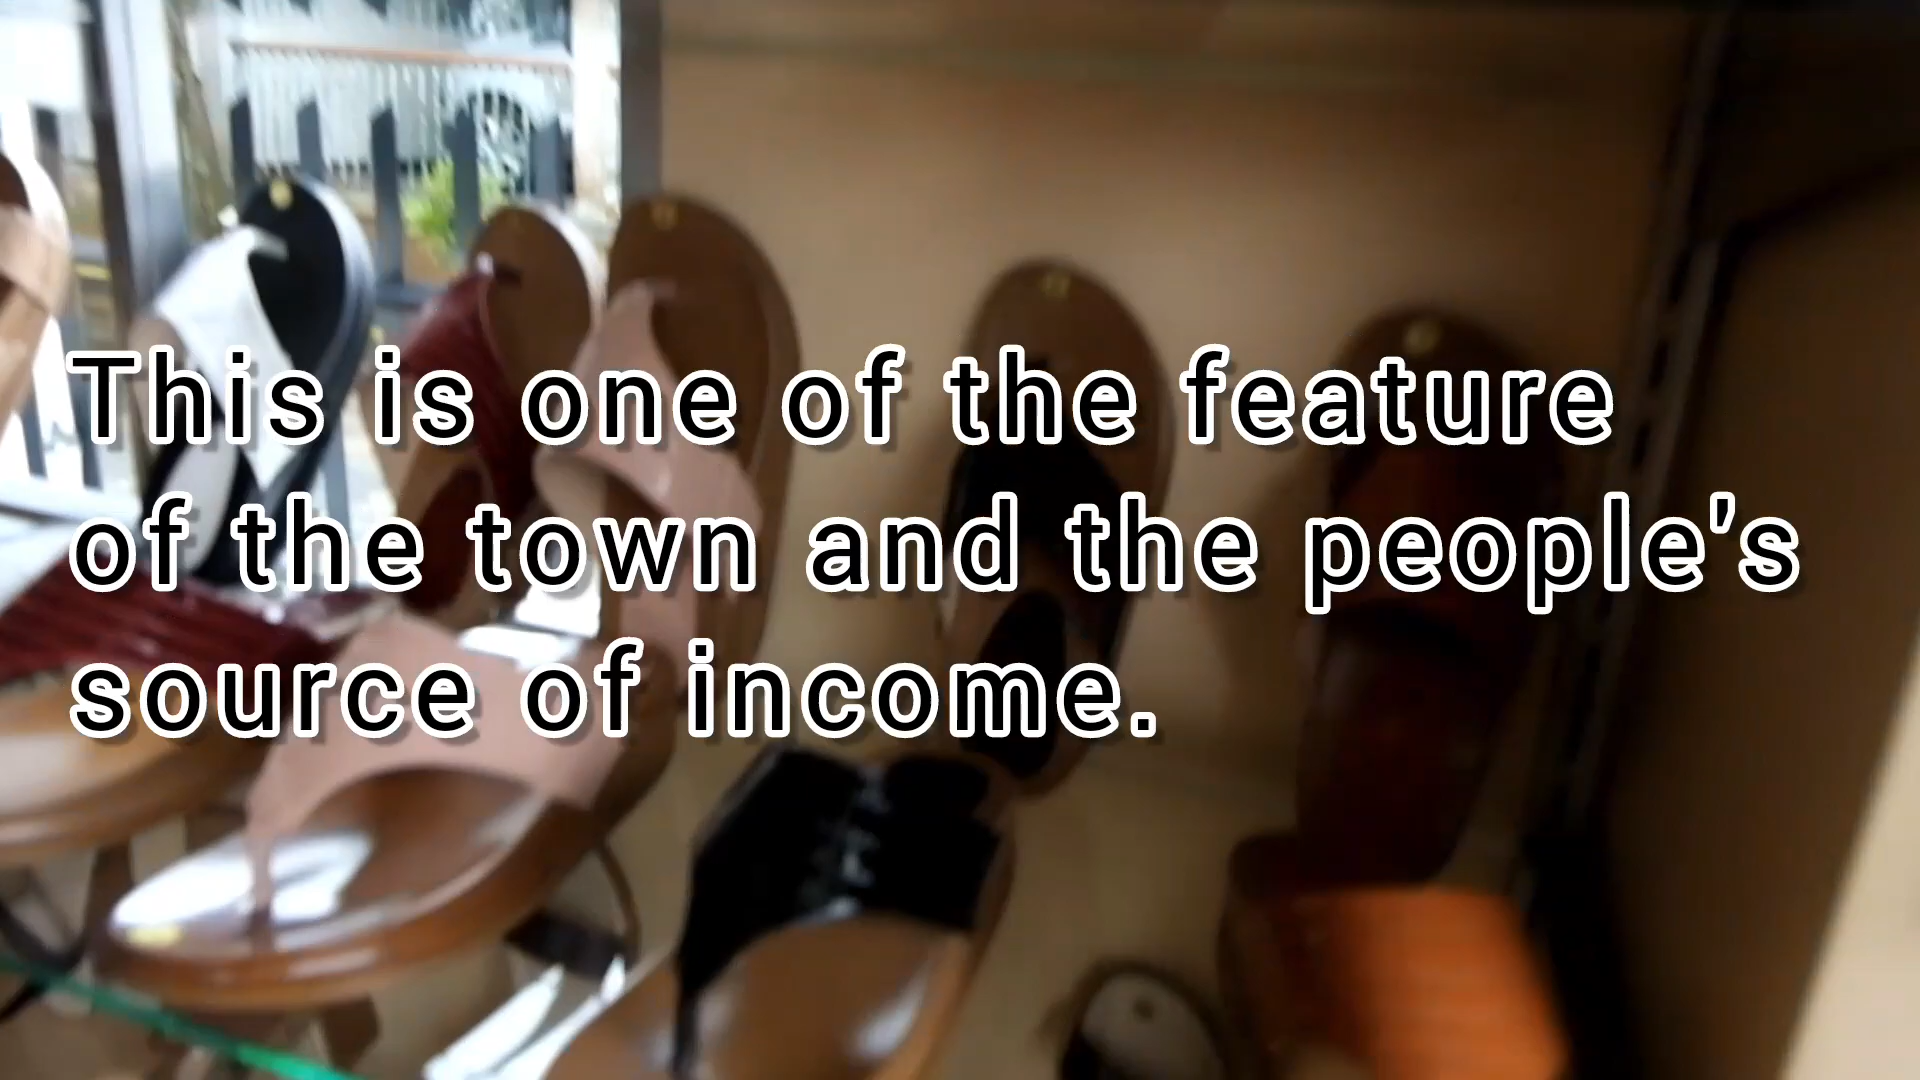 This is one of the feature
of the town and the people's
source of income.